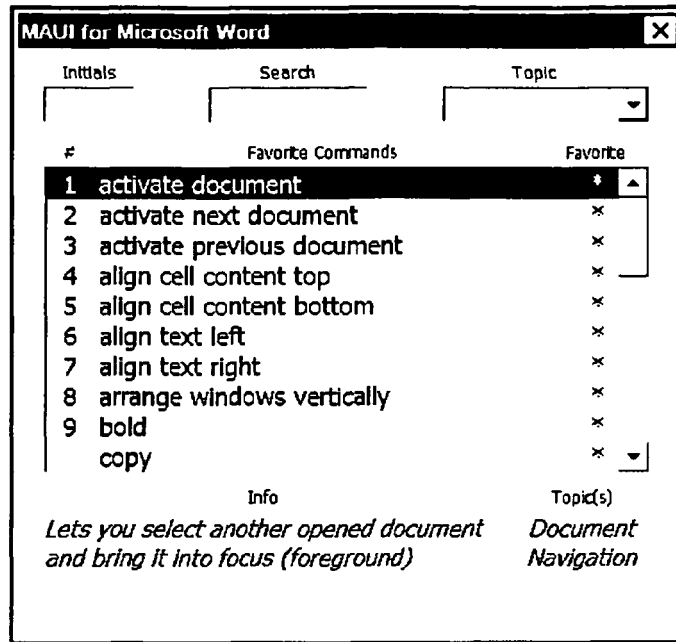 MAUI for Microsoft Word
Initials Search Topic
# Favorite Commands Favorite
1 activate document *
2 activate next document *
3 activate previous document *
4 align cell content top *
5 align cell content bottom *
6 align text left *
7 align text right *
8 arrange windows vertically *
9 bold *
copy *
Info Topic(s)
Lets you select another opened document Document
and bring it into focus (foreground) Navigation